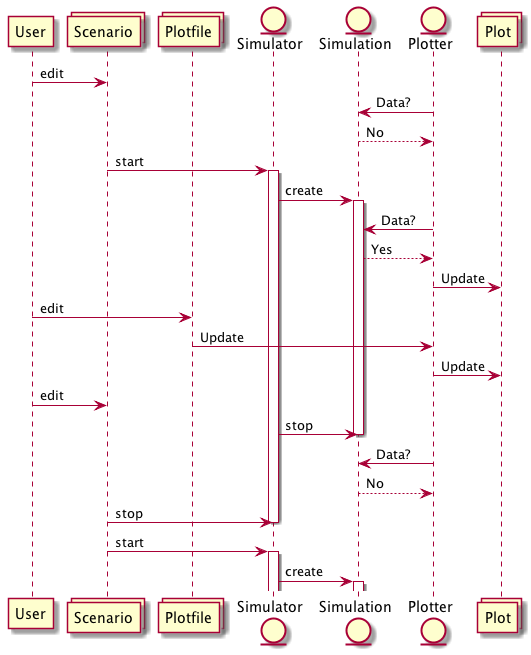 User Scenario Plotfile Simulator Simulation Plotter Plot
edit
Data?
No
start
create
Data?
Yes
Update
edit
Update
Update
edit
stop
Data?
No
stop
start
create
User Scenario Plotfile Simulator Simulation Plotter Plot